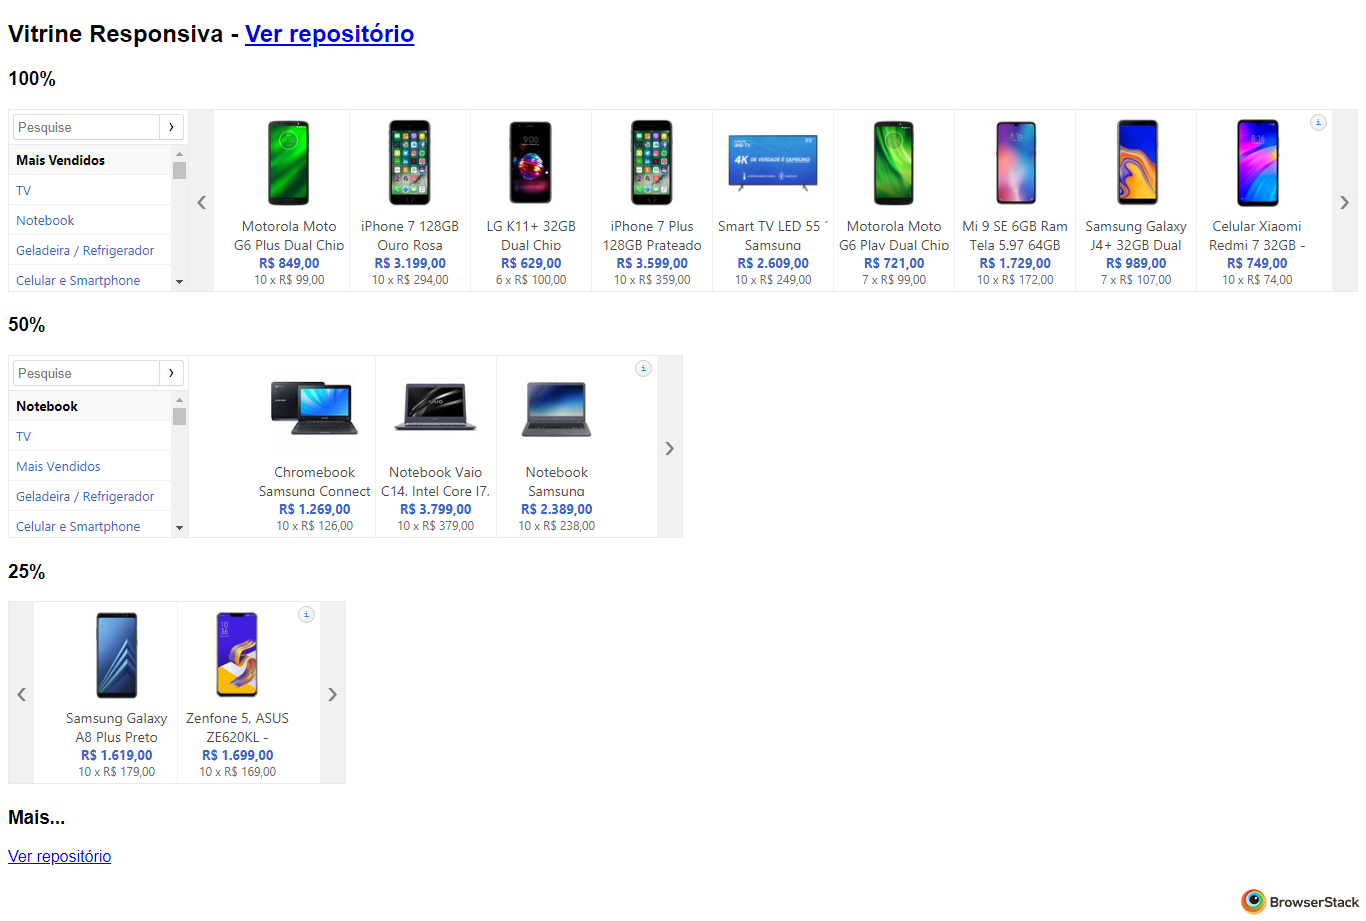 Vitrine Responsiva - Ver repositório
100%
Pesquise
Mais Vendidos
TV
Notebook
Geladeira / Refrigerador
Celular e Smartphone
Motorola Moto
G6 Plus Dual Chip
R$ 849,00
10 x R$ 99,00
iPhone 7 128GB
Ouro Rosa
R$ 3.199,00
10 x R$ 294,00
LG K11+ 32GB
Dual Chip
R$ 629,00
6 x R$ 100,00
iPhone 7 Plus
128GB Prateado
R$ 3.599,00
10 x R$ 359,00
55"
UHD TV
4K DE VERDADE É SAMSUNG
Smart TV LED 55
Samsung
R$ 2.609,00
10 x R$ 249,00
Motorola Moto
G6 Play Dual Chip
R$ 721,00
7 x R$ 99,00
Mi 9 SE 6GB Ram
Tela 5.97 64GB
R$ 1.729,00
10 x R$ 172,00
Samsung Galaxy
J4+ 32GB Dual
R$ 989,00
7 x R$ 107,00
Celular Xiaomi
Redmi 7 32GB -
R$ 749,00
10 x R$ 74,00
50%
Pesquise
Notebook
TV
Mais Vendidos
Geladeira / Refrigerador
Celular e Smartphone
Chromebook
Samsung Connect
R$ 1.269,00
10 x R$ 126,00
VAIO
Notebook Vaio
C14, Intel Core I7,
R$ 3.799,00
10 x R$ 379,00
Notebook
Samsung
R$ 2.389,00
10 x R$ 238,00
25%
Samsung Galaxy
A8 Plus Preto
R$ 1.619,00
10 x R$ 179,00
Zenfone 5, ASUS
ZE620KL -
R$ 1.699,00
10 x R$ 169,00
Mais...
Ver repositório
BrowserStack